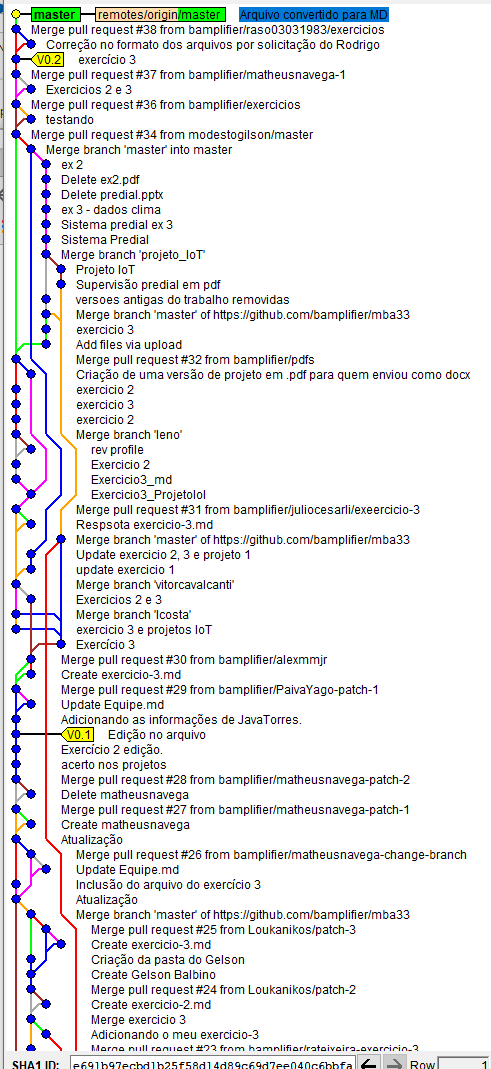 master remotes/origin/master Arquivo convertido para MD
Merge pull request #38 from bamplifier/raso03031983/exercicios
Correção no formato dos arquivos por solicitação do Rodrigo
V0.2 exercício 3
Merge pull request #37 from bamplifier/matheusnavega-1
Exercicios 2 e 3
Merge pull request #36 from bamplifier/exercicios
testando
Merge pull request #34 from modestogilson/master
Merge branch 'master' into master
ex 2
Delete ex2.pdf
Delete predial.pptx
ex 3 - dados clima
Sistema predial ex 3
Sistema Predial
Merge branch 'projeto_IoT'
Projeto IoT
Supervisão predial em pdf
versoes antigas do trabalho removidas
Merge branch 'master' of https://github.com/bamplifier/mba33
exercicio 3
Add files via upload
Merge pull request #32 from bamplifier/pdfs
Criação de uma versão de projeto em .pdf para quem enviou como docx
exercicio 2
exercicio 3
exercicio 2
Merge branch 'leno'
rev profile
Exercicio 2
Exercicio3_md
Exercicio3_ProjetoIoI
Merge pull request #31 from bamplifier/juliocesarli/exeercicio-3
Respsota exercicio-3.md
Merge branch 'master' of https://github.com/bamplifier/mba33
Update exercicio 2, 3 e projeto 1
update exercicio 1
Merge branch 'vitorcavalcanti'
Exercicios 2 e 3
Merge branch 'lcosta'
exercicio 3 e projetos IoT
Exercício 3
Merge pull request #30 from bamplifier/alexmmjr
Create exercicio-3.md
Merge pull request #29 from bamplifier/PaivaYago-patch-1
Update Equipe.md
Adicionando as informações de JavaTorres.
V0.1 Edição no arquivo
Exercício 2 edição.
acerto nos projetos
Merge pull request #28 from bamplifier/matheusnavega-patch-2
Delete matheusnavega
Merge pull request #27 from bamplifier/matheusnavega-patch-1
Create matheusnavega
Atualização
Merge pull request #26 from bamplifier/matheusnavega-change-branch
Update Equipe.md
Inclusão do arquivo do exercício 3
Atualização
Merge branch 'master' of https://github.com/bamplifier/mba33
Merge pull request #25 from Loukanikos/patch-3
Create exercicio-3.md
Criação da pasta do Gelson
Create Gelson Balbino
Merge pull request #24 from Loukanikos/patch-2
Create exercicio-2.md
Merge exercicio 3
Adicionando o meu exercicio-3
Merge pull request #23 from bamplifier/rateixeira-exercicio-3
SHA1 ID: e691b97ecbd1b25f58d14d89c69d7ee040c6bbfa Row 1